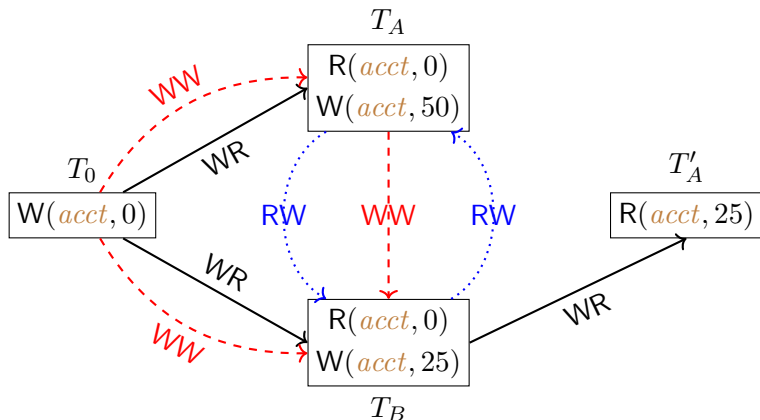 T_A
R(acct, 0)
W(acct, 50)
WW
WR
T_0
W(acct, 0)
RW
WW
RW
T'_A
R(acct, 25)
WR
WW
WR
R(acct, 0)
W(acct, 25)
T_B